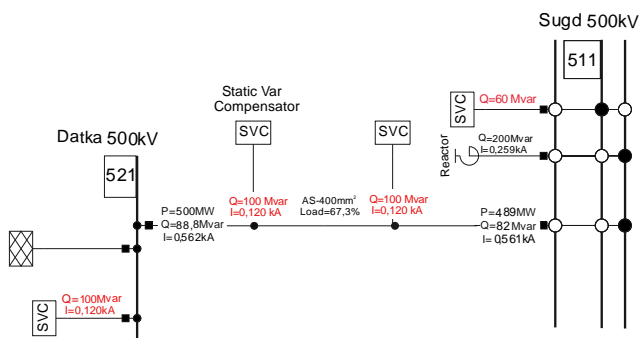 Sugd 500kV
511
Static Var
Compensator
SVC
Q=60 Mvar
SVC
SVC
Datka 500kV
521
Reactor
Q=200Mvar
I=0,259kA
Q=100 Mvar
I=0,120 kA
AS-400mm²
Load=67,3%
Q=100 Mvar
I=0,120 kA
P=500MW
Q=88,8Mvar
I=0,562kA
P=489MW
Q=82Mvar
I=0,561kA
SVC
Q=100Mvar
I=0,120kA